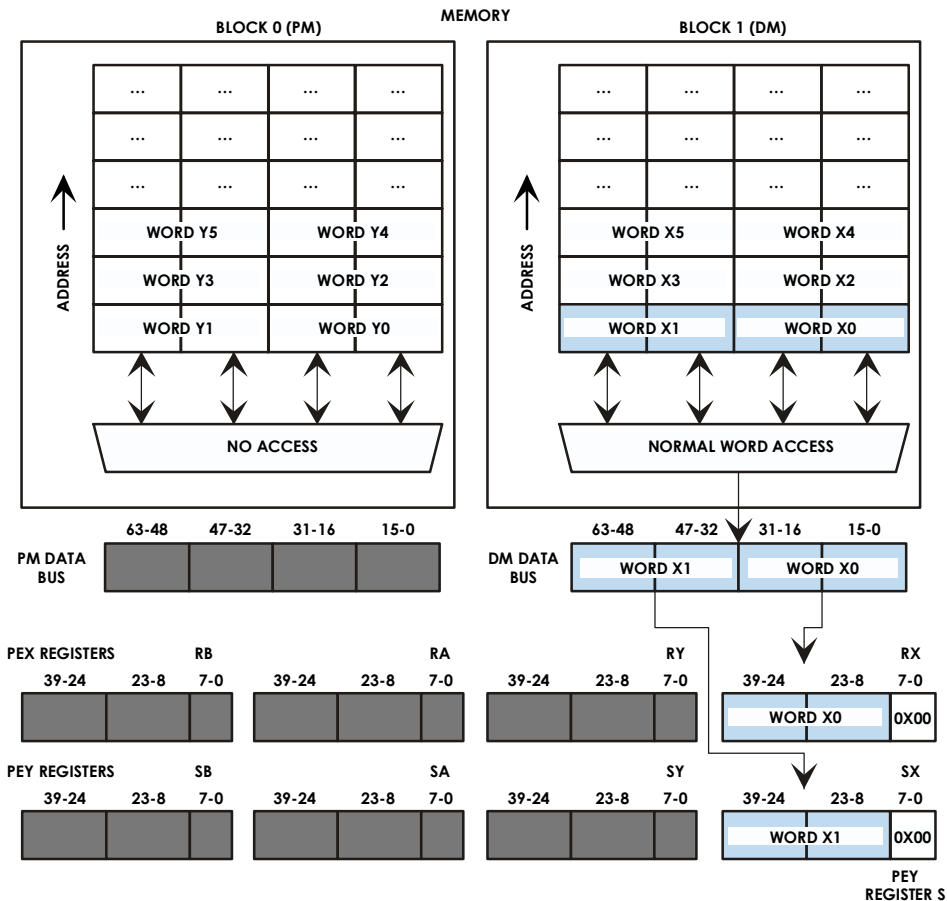 MEMORY
BLOCK 0 (PM) BLOCK 1 (DM)
... ... ... ... ... ... ... ...
... ... ... ... ... ... ... ...
... ... ... ... ... ... ... ...
WORD Y5 WORD Y4 WORD X5 WORD X4
WORD Y3 WORD Y2 WORD X3 WORD X2
WORD Y1 WORD Y0 WORD X1 WORD X0
ADDRESS ADDRESS
NO ACCESS NORMAL WORD ACCESS
63-48 47-32 31-16 15-0 63-48 47-32 31-16 15-0
PM DATA
BUS
DM DATA
BUS
WORD X1 WORD X0
PEX REGISTERS RB RA RY RX
39-24 23-8 7-0 39-24 23-8 7-0 39-24 23-8 7-0 39-24 23-8 7-0
WORD X0 0X00
PEY REGISTERS SB SA SY SX
39-24 23-8 7-0 39-24 23-8 7-0 39-24 23-8 7-0 39-24 23-8 7-0
WORD X1 0X00
PEY
REGISTER S